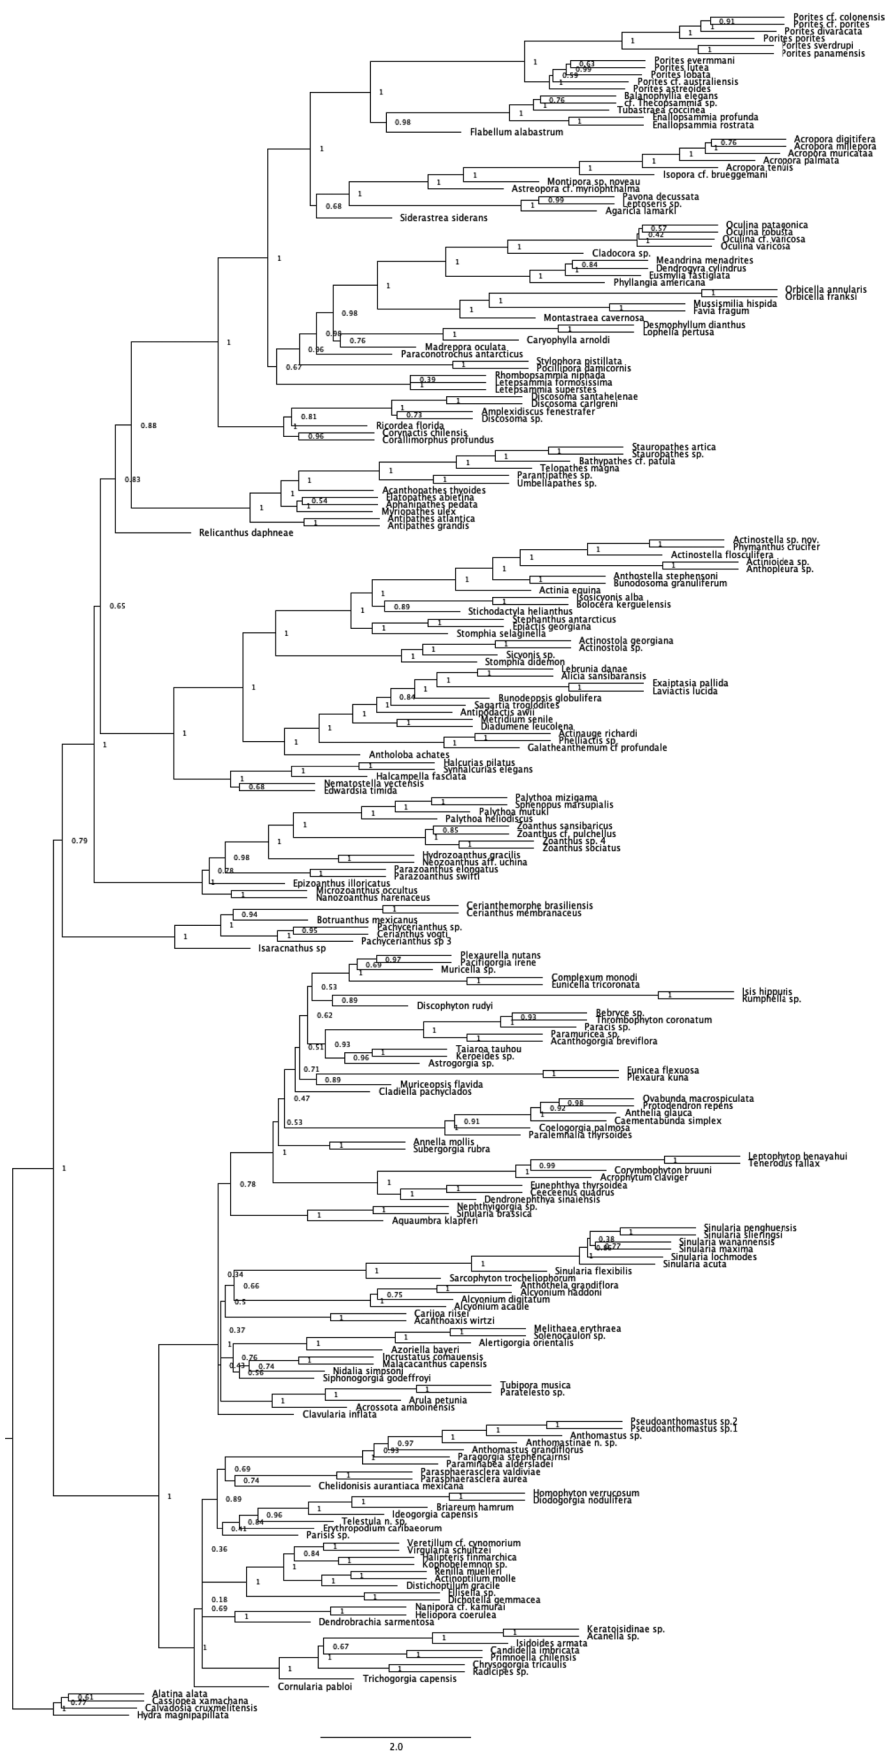 Porites cf. colonensis
Porites cf. porites
Porites divaracata
Porites porites
Porites sverdrupi
Porites panamensis
Porites evermmani
Porites lutea
Porites lobata
Porites cf. australiensis
Porites astreoides
Balanophyllia elegans
cf. Thecopsammia sp.
Tubastraea coccinea
Enallopsammia profunda
Enallopsammia rostrata
Flabellum alabastrum
Acropora digitifera
Acropora millepora
Acropora muricataa
Acropora palmata
Acropora tenuis
Isopora cf. brueggemani
Montipora sp. noveau
Astreopora cf. myriophthalma
Pavona decussata
Leptoseris sp.
Agaricia lamarki
Siderastrea siderans
Oculina patagonica
Oculina robusta
Oculina cf. varicosa
Oculina varicosa
Cladocora sp.
Meandrina menadrites
Dendrogyra cylindrus
Eusmylia fastigiata
Phyllangia americana
Orbicella annularis
Orbicella franksi
Mussismilia hispida
Favia fragum
Montastraea cavernosa
Desmophyllum dianthus
Lophelia pertusa
Caryophylla arnoldi
Madrepora oculata
Paraconotrochus antarcticus
Stylophora pistillata
Pocillipora damicornis
Rhombopsammia niphada
Letepsammia formosissima
Letepsammia superstes
Discosoma santahelenae
Discosoma carlgreni
Amplexidiscus fenestrafer
Discosoma sp.
Ricordea florida
Corynactis chilensis
Corallimorphus profundus
Stauropathes artica
Stauropathes sp.
Bathypathes cf. patula
Telopathes magna
Parantipathes sp.
Umbellapathes sp.
Acanthopathes thyoides
Elatopathes abietina
Aphanipathes pedata
Myriopathes ulex
Antipathes atlantica
Antipathes grandis
Relicanthus daphneae
Actinostella sp. nov.
Phymanthus crucifer
Actinostella flosculifera
Actinioidea sp.
Anthopleura sp.
Anthostella stephensoni
Bunodosoma granuliferum
Actinia equina
Isosicyonis alba
Bolocera kerguelensis
Stichodactyla helianthus
Stephanthus antarcticus
Epiactis georgiana
Stomphia selaginella
Actinostola georgiana
Actinostola sp.
Sicyonis sp.
Stomphia didemon
Lebrunia danae
Alicia sansibaransis
Exaiptasia pallida
Laviactis lucida
Bunodeopsis globulifera
Sagartia troglodites
Antipodactis awii
Metridium senile
Diadumene leucolena
Actinauge richardi
Phelliactis sp.
Galatheanthemum cf profundale
Antholoba achates
Halcurias pilatus
Synhalcurias elegans
Halcampella fasciata
Nematostella vectensis
Edwardsia timida
Palythoa mizigama
Sphenopus marsupialis
Palythoa mutuki
Palythoa heliodiscus
Zoanthus sansibaricus
Zoanthus cf. pulchellus
Zoanthus sp. 4
Zoanthus sociatus
Hydrozoanthus gracilis
Neozoanthus aff. uchina
Parazoanthus elongatus
Parazoanthus swifti
Epizoanthus illoricatus
Microzoanthus occultus
Nanozoanthus harenaceus
Cerianthemorphe brasiliensis
Cerianthus membranaceus
Botruanthus mexicanus
Pachycerianthus sp.
Cerianthus vogti
Pachycerianthus sp 3
Isaracnathus sp
Plexaurella nutans
Pacifigorgia irene
Muricella sp.
Complexum monodi
Eunicella tricoronata
Isis hippuris
Rumphella sp.
Discophyton rudyi
Bebryce sp.
Thrombophyton coronatum
Paracis sp.
Paramuricea sp.
Acanthogorgia breviflora
Taiaroa tauhou
Keroeides sp.
Astrogorgia sp.
Eunicea flexuosa
Plexaura kuna
Muriceopsis flavida
Cladiella pachyclados
Ovabunda macrospiculata
Protodendron repens
Anthelia glauca
Caementabunda simplex
Coelogorgia palmosa
Paralemnalia thyrsoides
Annella mollis
Subergorgia rubra
Leptophyton benayahui
Tenerodus fallax
Corymbophyton bruuni
Acrophytum claviger
Eunephthya thyrsoidea
Ceeceenus quadrus
Dendronephthya sinaiensis
Nephthyigorgia sp.
Sinularia brassica
Aquaumbra klapferi
Sinularia penghuensis
Sinularia slieringsi
Sinularia wanannensis
Sinularia maxima
Sinularia lochmodes
Sinularia acuta
Sinularia flexibilis
Sarcophyton trocheliophorum
Anthothela grandiflora
Alcyonium haddoni
Alcyonium digitatum
Alcyonium acaule
Carijoa riisei
Acanthoaxis wirtzi
Melithaea erythraea
Solenocaulon sp.
Alertigorgia orientalis
Azoriella bayeri
Incrustatus comauensis
Malacacanthus capensis
Nidalia simpsoni
Siphonogorgia godeffroyi
Tubipora musica
Paratelesto sp.
Arula petunia
Acrossota amboinensis
Clavularia inflata
Pseudoanthomastus sp.2
Pseudoanthomastus sp.1
Anthomastus sp.
Anthomastinae n. sp.
Anthomastus grandiflorus
Paragorgia stephencairnsi
Paraminabea aldersladei
Parasphaerasclera valdiviae
Parasphaerasclera aurea
Chelidonisis aurantiaca mexicana
Homophyton verrucosum
Diodogorgia nodulifera
Briareum hamrum
Ideogorgia capensis
Telestula n. sp.
Erythropodium caribaeorum
Parisis sp.
Veretillum cf. cynomorium
Virgularia schultzei
Halipteris finmarchica
Kophobelemnon sp.
Renilla muelleri
Actinoptilum molle
Distichoptilum gracile
Ellisella sp.
Dichotella gemmacea
Nanipora cf. kamurai
Heliopora coerulea
Dendrobrachia sarmentosa
Keratoisidinae sp.
Acanella sp.
Isidoides armata
Candidella imbricata
Primnoella chilensis
Chrysogorgia tricaulis
Radicipes sp.
Trichogorgia capensis
Cornularia pabloi
Alatina alata
Cassiopea xamachana
Calvadosia cruxmelitensis
Hydra magnipapillata
2.0